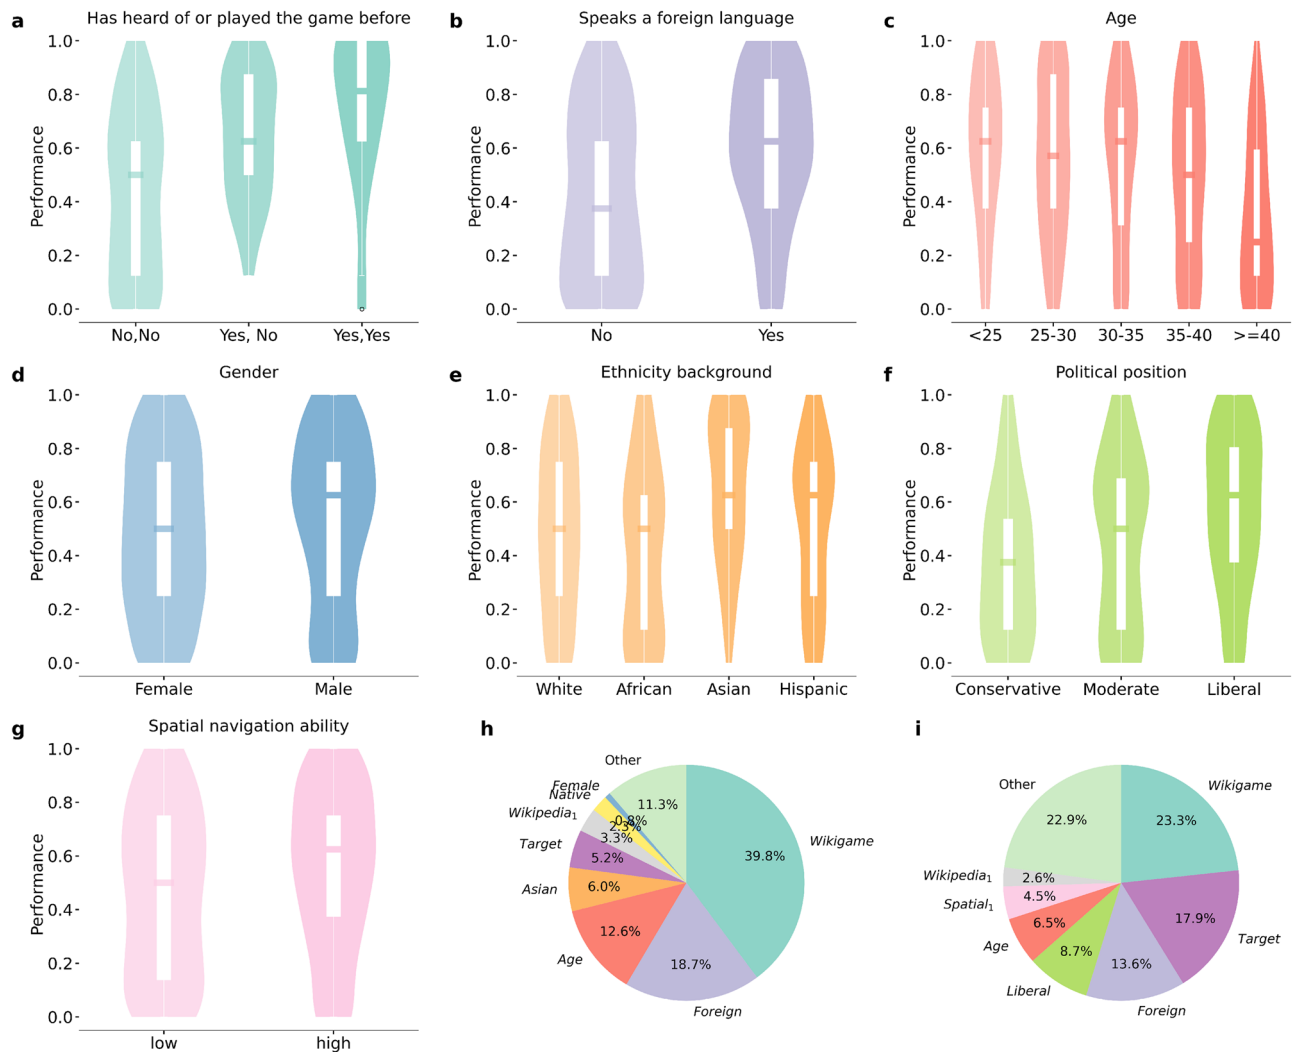 a Has heard of or played the game before
Performance
1.0
0.8
0.6
0.4
0.2
0.0
No,No Yes, No Yes,Yes
b Speaks a foreign language
Performance
1.0
0.8
0.6
0.4
0.2
0.0
No Yes
c Age
Performance
1.0
0.8
0.6
0.4
0.2
0.0
<25 25-30 30-35 35-40 >=40
d Gender
Performance
1.0
0.8
0.6
0.4
0.2
0.0
Female Male
e Ethnicity background
Performance
1.0
0.8
0.6
0.4
0.2
0.0
White African Asian Hispanic
f Political position
Performance
1.0
0.8
0.6
0.4
0.2
0.0
Conservative Moderate Liberal
g Spatial navigation ability
Performance
1.0
0.8
0.6
0.4
0.2
0.0
low high
h
Other
11.3%
Female
0.8%
Native
2.3%
Wikipedia1
3.3%
Target
5.2%
Asian
6.0%
Age
12.6%
Foreign
18.7%
Wikigame
39.8%
i
Other
22.9%
Wikipedia1
2.6%
Spatial1
4.5%
Age
6.5%
Liberal
8.7%
Foreign
13.6%
Target
17.9%
Wikigame
23.3%